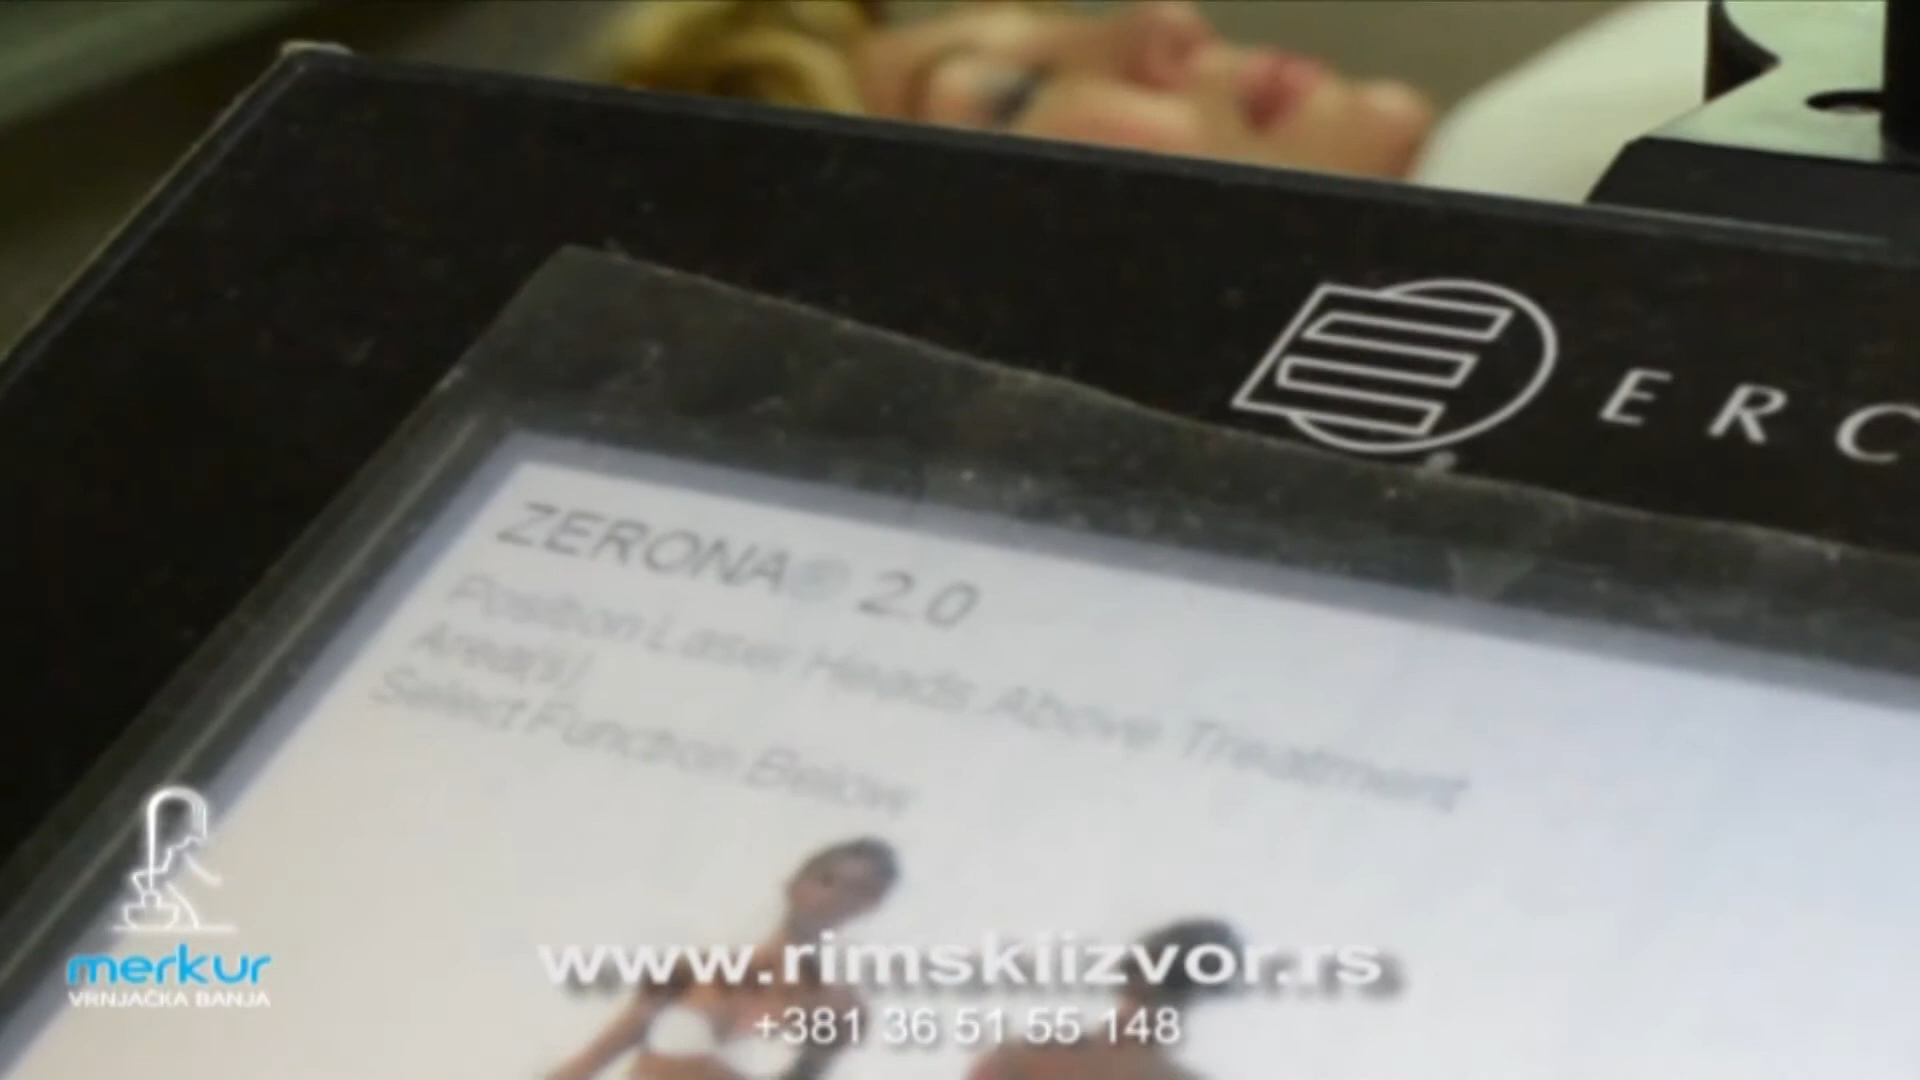 ERC
ZERONA® 2.0
Position Laser Heads Above Treatment
Area(s)
Select Function Below
www.rimskiizvor.rs
+381 36 51 55 148
merkur
VRNJAČKA BANJA